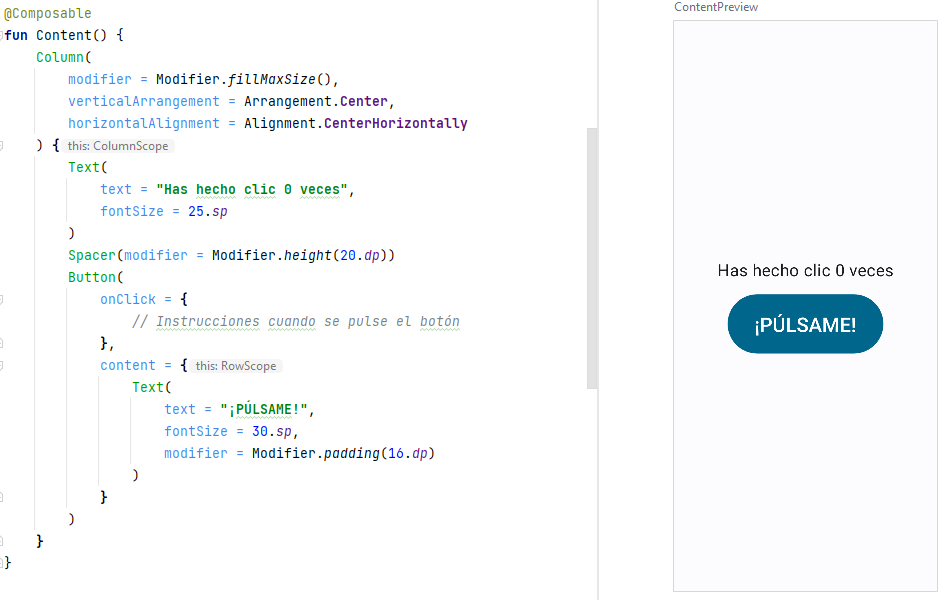 @Composable
fun Content() {
    Column(
        modifier = Modifier.fillMaxSize(),
        verticalArrangement = Arrangement.Center,
        horizontalAlignment = Alignment.CenterHorizontally
    ) { this: ColumnScope
        Text(
            text = "Has hecho clic 0 veces",
            fontSize = 25.sp
        )
        Spacer(modifier = Modifier.height(20.dp))
        Button(
            onClick = {
                // Instrucciones cuando se pulse el botón
            },
            content = { this: RowScope
                Text(
                    text = "¡PÚLSAME!",
                    fontSize = 30.sp,
                    modifier = Modifier.padding(16.dp)
                )
            }
        )
    }
}
ContentPreview
Has hecho clic 0 veces
¡PÚLSAME!